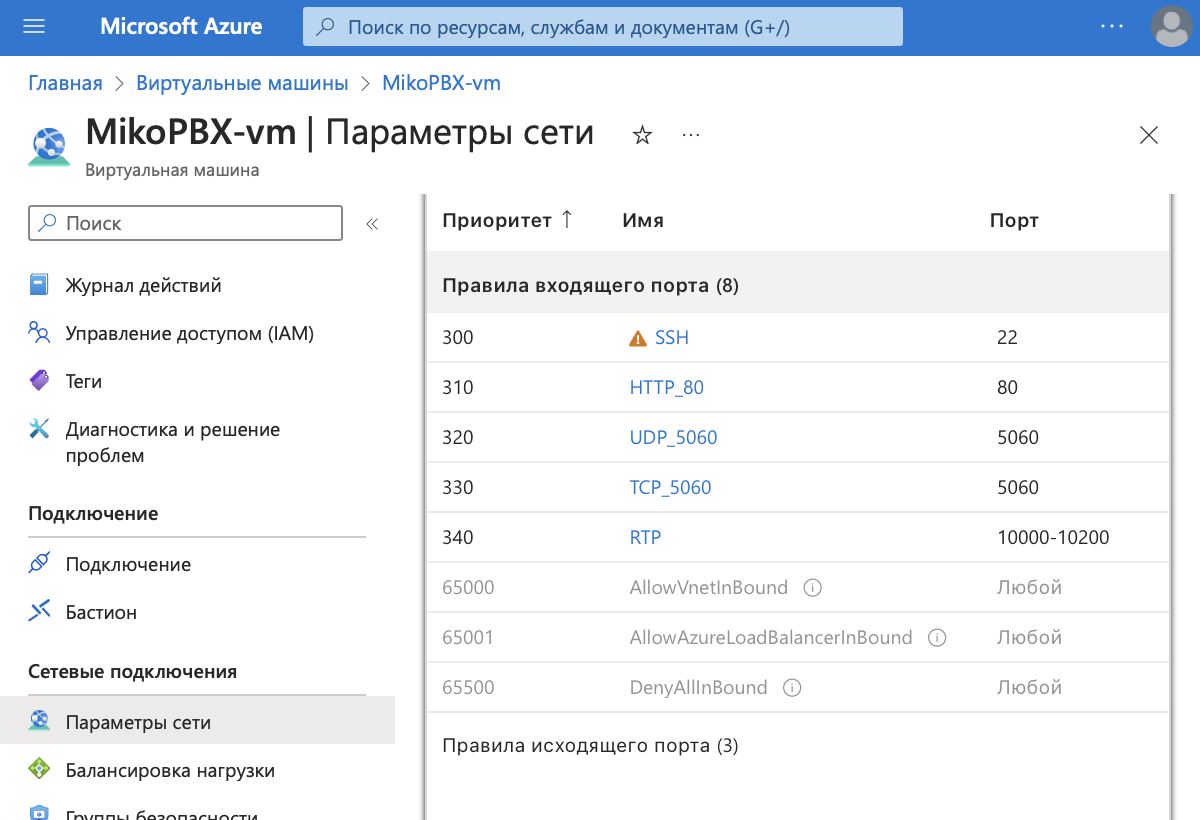 Microsoft Azure
Поиск по ресурсам, службам и документам (G+/)
Главная > Виртуальные машины > MikoPBX-vm
MikoPBX-vm | Параметры сети
Виртуальная машина
Поиск
Журнал действий
Управление доступом (IAM)
Теги
Диагностика и решение
проблем
Подключение
Подключение
Бастион
Сетевые подключения
Параметры сети
Балансировка нагрузки
Группы безопасности
Приоритет ↑ Имя Порт
Правила входящего порта (8)
300 SSH 22
310 HTTP_80 80
320 UDP_5060 5060
330 TCP_5060 5060
340 RTP 10000-10200
65000 AllowVnetInBound Любой
65001 AllowAzureLoadBalancerInBound Любой
65500 DenyAllInBound Любой
Правила исходящего порта (3)